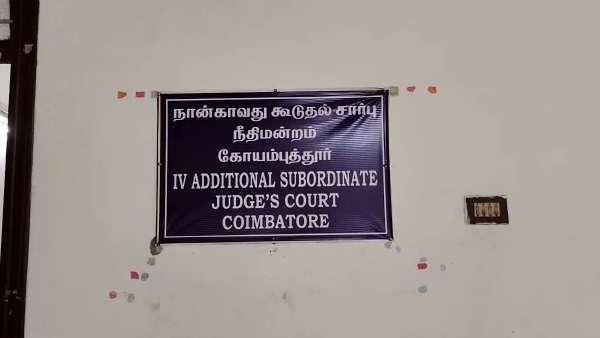 நான்காவது கூடுதல் சார்பு
நீதிமன்றம்
கோயம்புத்தூர்
IV ADDITIONAL SUBORDINATE
JUDGE'S COURT
COIMBATORE